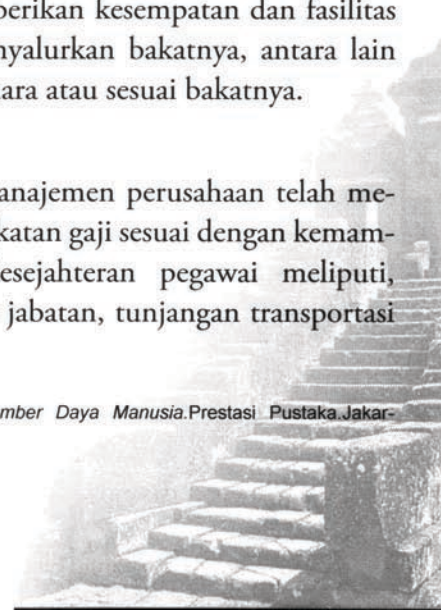 berikan kesempatan dan fasilitas
nyalurkan bakatnya, antara lain
ara atau sesuai bakatnya.
anajemen perusahaan telah me-
katan gaji sesuai dengan kemam-
esejahteran pegawai meliputi,
jabatan, tunjangan transportasi
mber Daya Manusia.Prestasi Pustaka.Jakar-